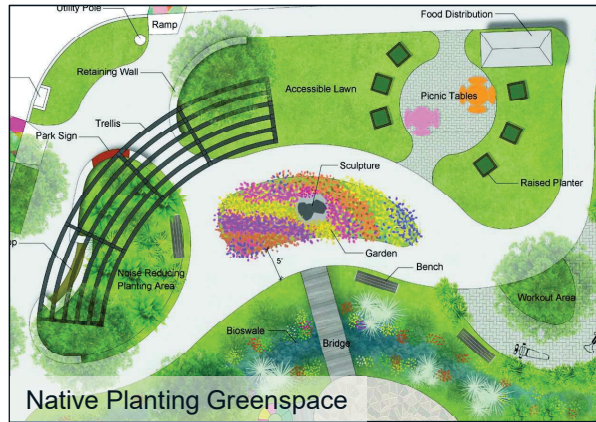 Utility Pole
Food Distribution
Ramp
Retaining Wall
Accessible Lawn
Picnic Tables
Trellis
Park Sign
Sculpture
Raised Planter
op
Garden
5'
Noise Reducing
Planting Area
Bench
Workout Area
Bioswale
Bridge
Native Planting Greenspace